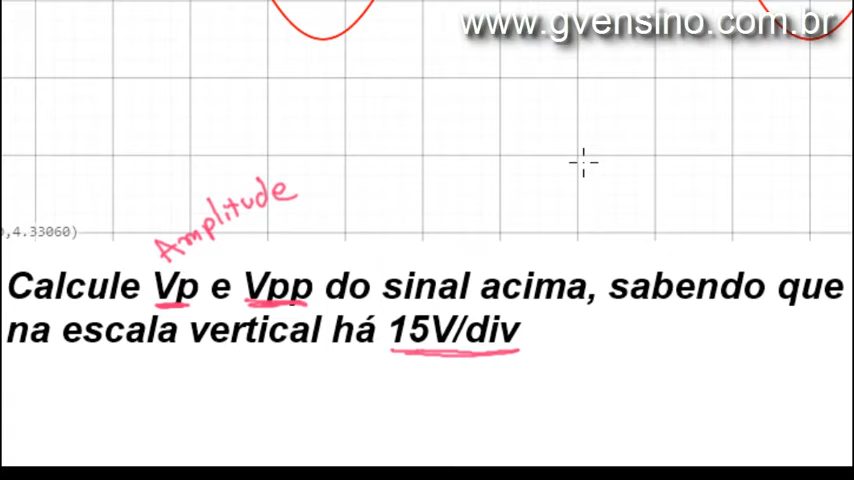 www.gvensino.com.br
Amplitude
,4.33060)
Calcule Vp e Vpp do sinal acima, sabendo que
na escala vertical há 15V/div